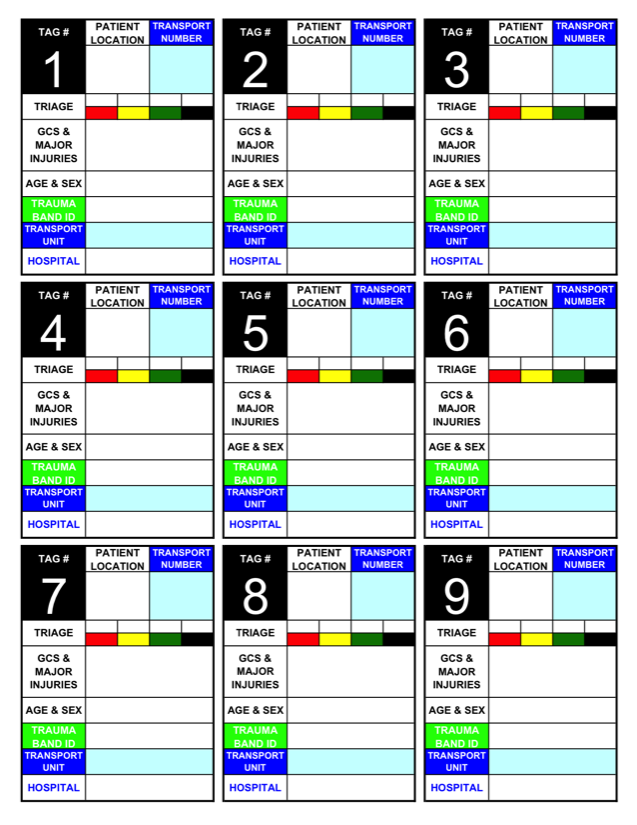 TAG #
PATIENT
LOCATION
TRANSPORT
NUMBER
1
TRIAGE
GCS &
MAJOR
INJURIES
AGE & SEX
TRAUMA
BAND ID
TRANSPORT
UNIT
HOSPITAL
TAG #
PATIENT
LOCATION
TRANSPORT
NUMBER
2
TRIAGE
GCS &
MAJOR
INJURIES
AGE & SEX
TRAUMA
BAND ID
TRANSPORT
UNIT
HOSPITAL
TAG #
PATIENT
LOCATION
TRANSPORT
NUMBER
3
TRIAGE
GCS &
MAJOR
INJURIES
AGE & SEX
TRAUMA
BAND ID
TRANSPORT
UNIT
HOSPITAL
TAG #
PATIENT
LOCATION
TRANSPORT
NUMBER
4
TRIAGE
GCS &
MAJOR
INJURIES
AGE & SEX
TRAUMA
BAND ID
TRANSPORT
UNIT
HOSPITAL
TAG #
PATIENT
LOCATION
TRANSPORT
NUMBER
5
TRIAGE
GCS &
MAJOR
INJURIES
AGE & SEX
TRAUMA
BAND ID
TRANSPORT
UNIT
HOSPITAL
TAG #
PATIENT
LOCATION
TRANSPORT
NUMBER
6
TRIAGE
GCS &
MAJOR
INJURIES
AGE & SEX
TRAUMA
BAND ID
TRANSPORT
UNIT
HOSPITAL
TAG #
PATIENT
LOCATION
TRANSPORT
NUMBER
7
TRIAGE
GCS &
MAJOR
INJURIES
AGE & SEX
TRAUMA
BAND ID
TRANSPORT
UNIT
HOSPITAL
TAG #
PATIENT
LOCATION
TRANSPORT
NUMBER
8
TRIAGE
GCS &
MAJOR
INJURIES
AGE & SEX
TRAUMA
BAND ID
TRANSPORT
UNIT
HOSPITAL
TAG #
PATIENT
LOCATION
TRANSPORT
NUMBER
9
TRIAGE
GCS &
MAJOR
INJURIES
AGE & SEX
TRAUMA
BAND ID
TRANSPORT
UNIT
HOSPITAL